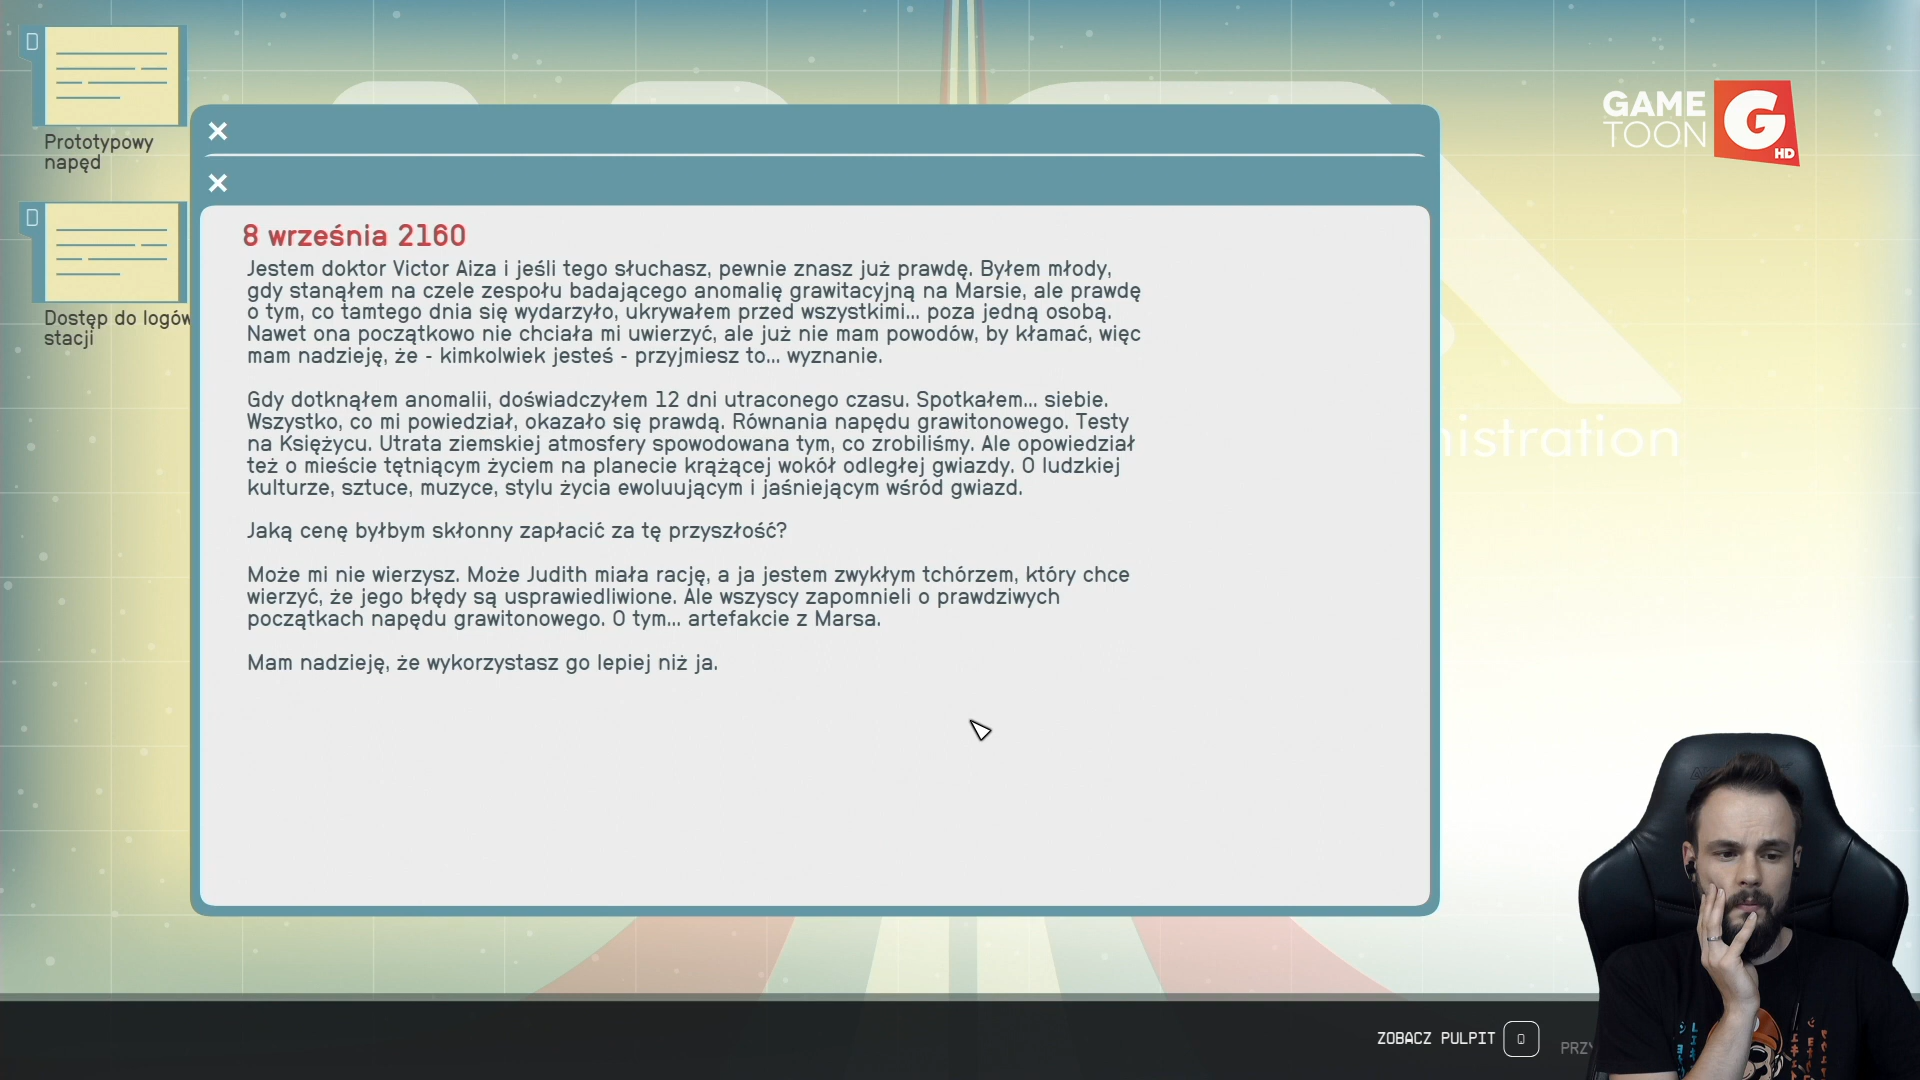 Prototypowy
napęd
Dostęp do logów
stacji
GAME
TOON
G
HD
8 września 2160
Jestem doktor Victor Aiza i jeśli tego słuchasz, pewnie znasz już prawdę. Byłem młody,
gdy stanąłem na czele zespołu badającego anomalię grawitacyjną na Marsie, ale prawdę
o tym, co tamtego dnia się wydarzyło, ukrywałem przed wszystkimi... poza jedną osobą.
Nawet ona początkowo nie chciała mi uwierzyć, ale już nie mam powodów, by kłamać, więc
mam nadzieję, że - kimkolwiek jesteś - przyjmiesz to... wyznanie.
Gdy dotknąłem anomalii, doświadczyłem 12 dni utraconego czasu. Spotkałem... siebie.
Wszystko, co mi powiedział, okazało się prawdą. Równania napędu grawitonowego. Testy
na Księżycu. Utrata ziemskiej atmosfery spowodowana tym, co zrobiliśmy. Ale opowiedział
też o mieście tętniącym życiem na planecie krążącej wokół odległej gwiazdy. O ludzkiej
kulturze, sztuce, muzyce, stylu życia ewoluującym i jaśniejącym wśród gwiazd.
Jaką cenę byłbym skłonny zapłacić za tę przyszłość?
Może mi nie wierzysz. Może Judith miała rację, a ja jestem zwykłym tchórzem, który chce
wierzyć, że jego błędy są usprawiedliwione. Ale wszyscy zapomnieli o prawdziwych
początkach napędu grawitonowego. O tym... artefakcie z Marsa.
Mam nadzieję, że wykorzystasz go lepiej niż ja.
nistration
ZOBACZ PULPIT
PRZY